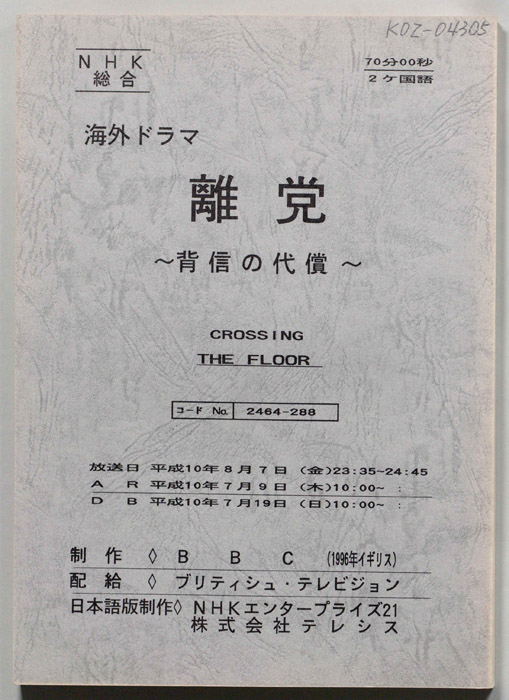 KOZ-04305
NHK
総合
70分00秒
2ケ国語
海外ドラマ
離党
～背信の代償～
CROSSING
THE FLOOR
コード No. 2464-288
放送日 平成10年8月7日 (金)23:35~24:45
A R 平成10年7月9日 (木)10:00~ :
D B 平成10年7月19日 (日)10:00~ :
制作◇BBC (1996年イギリス)
配給◇ブリティシュ・テレビジョン
日本語版制作◇NHKエンタープライズ21
株式会社テレシス